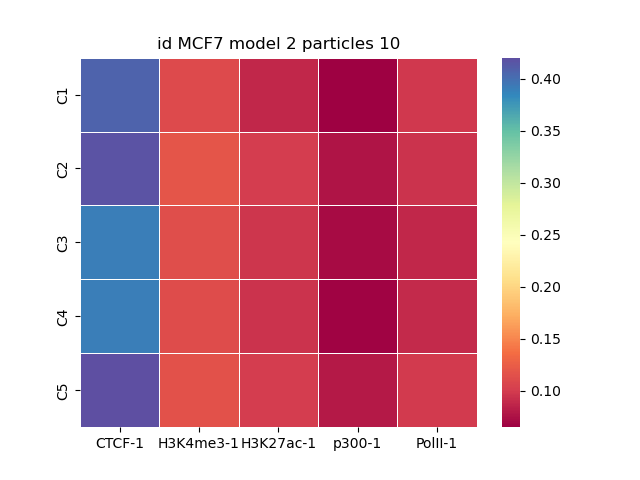 id MCF7 model 2 particles 10
C1
C2
C3
C4
C5
CTCF-1 H3K4me3-1 H3K27ac-1 p300-1 PolII-1
0.40
0.35
0.30
0.25
0.20
0.15
0.10